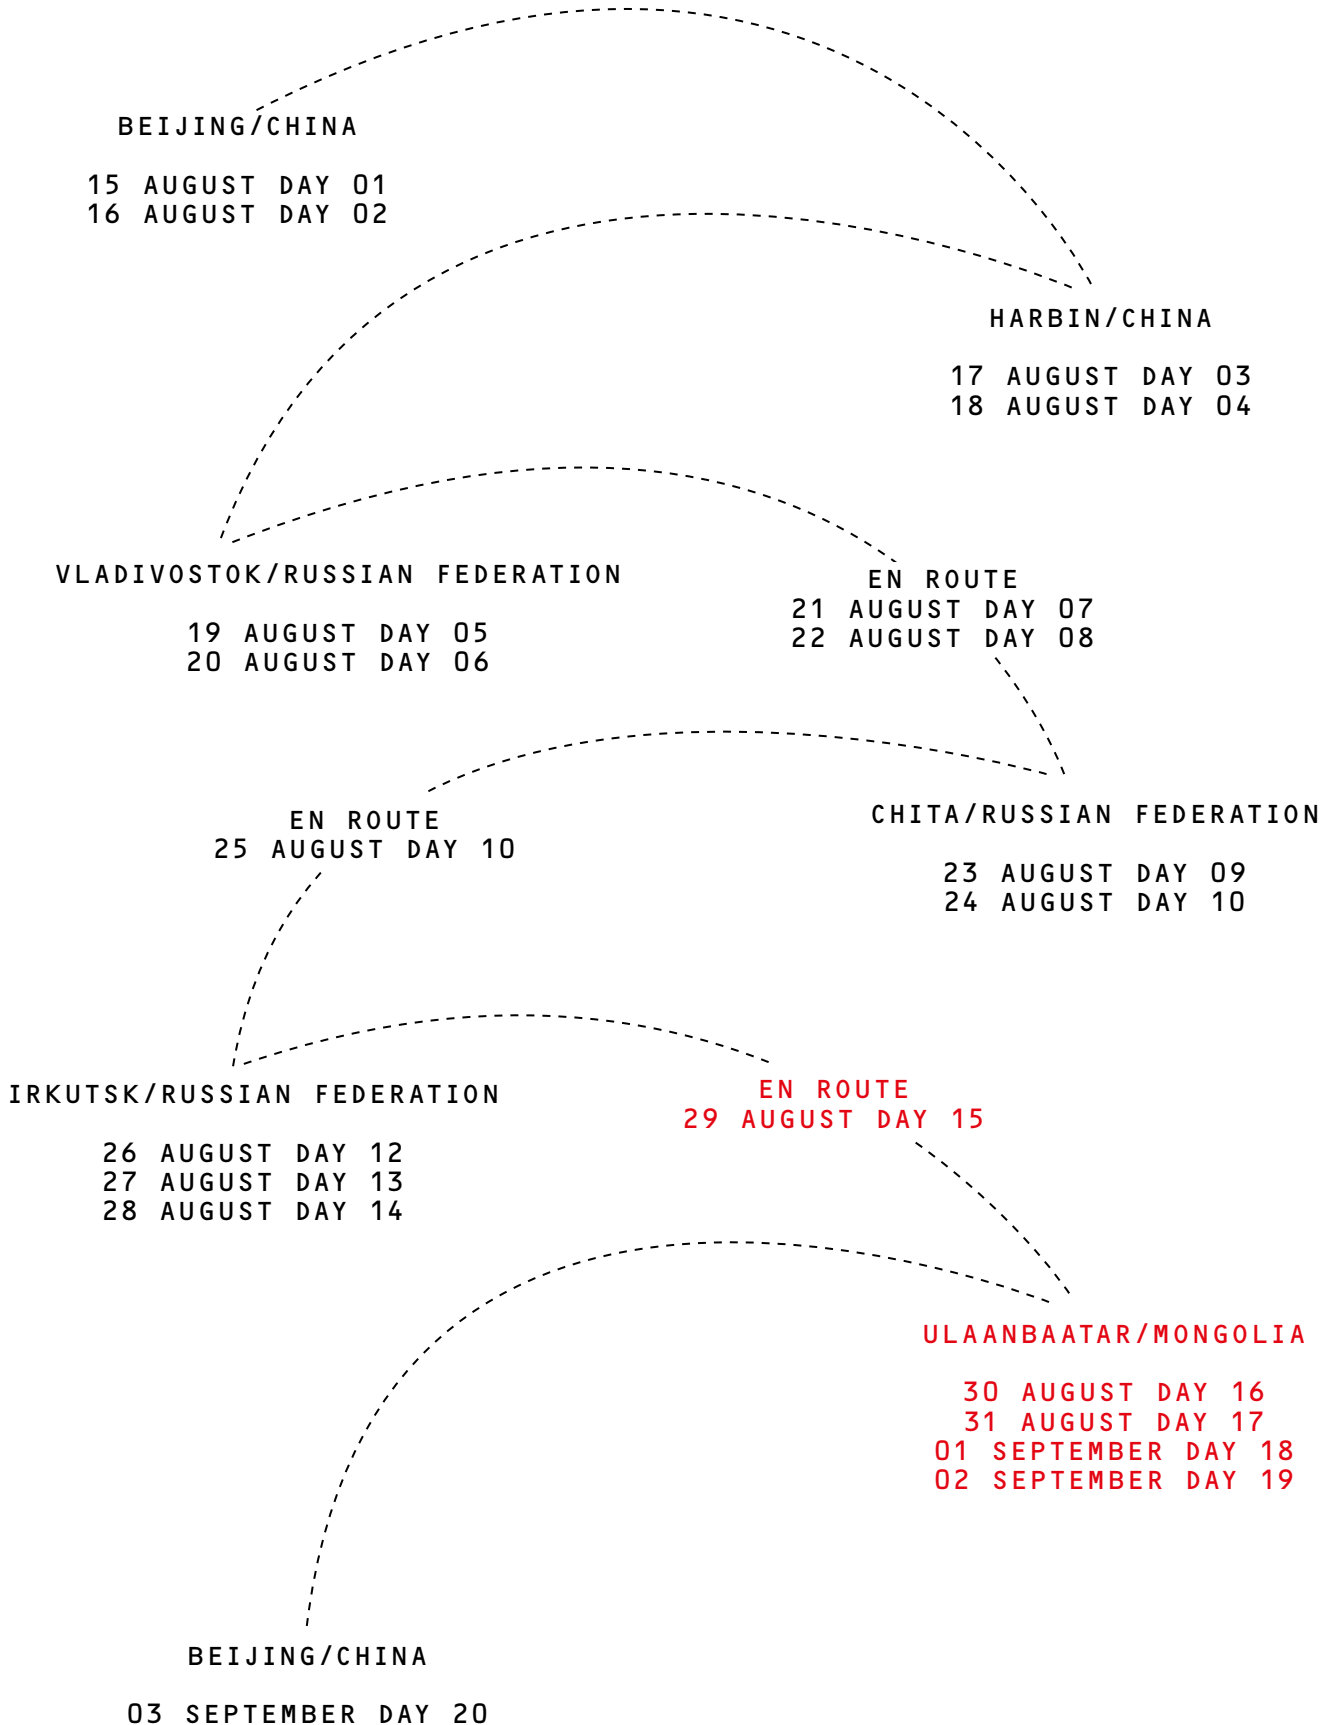 BEIJING/CHINA
15 AUGUST DAY 01
16 AUGUST DAY 02
HARBIN/CHINA
17 AUGUST DAY 03
18 AUGUST DAY 04
VLADIVOSTOK/RUSSIAN FEDERATION
19 AUGUST DAY 05
20 AUGUST DAY 06
EN ROUTE
21 AUGUST DAY 07
22 AUGUST DAY 08
CHITA/RUSSIAN FEDERATION
23 AUGUST DAY 09
24 AUGUST DAY 10
EN ROUTE
25 AUGUST DAY 10
IRKUTSK/RUSSIAN FEDERATION
26 AUGUST DAY 12
27 AUGUST DAY 13
28 AUGUST DAY 14
EN ROUTE
29 AUGUST DAY 15
ULAANBAATAR/MONGOLIA
30 AUGUST DAY 16
31 AUGUST DAY 17
01 SEPTEMBER DAY 18
02 SEPTEMBER DAY 19
BEIJING/CHINA
03 SEPTEMBER DAY 20